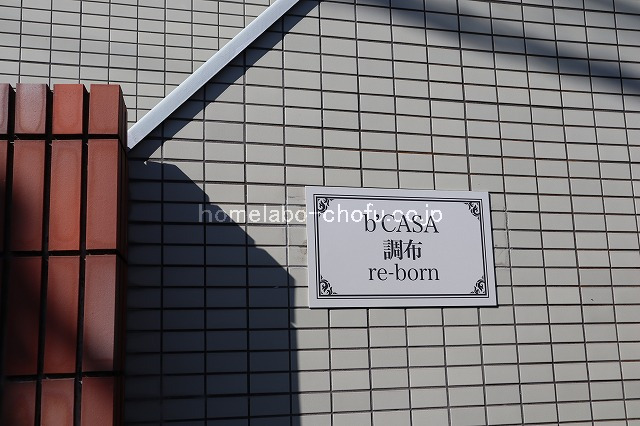 homelabo-chofu.co.jp
b'CASA
調布
re-born